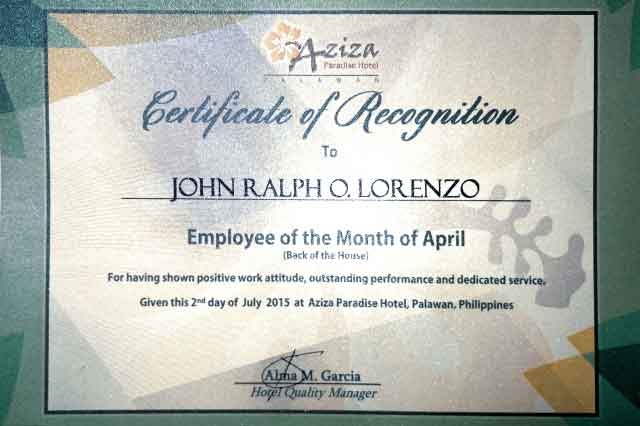 Aziza
Paradise Hotel
PALAWAN
Certificate of Recognition
To
JOHN RALPH O. LORENZO
Employee of the Month of April
(Back of the House)
For having shown positive work attitude, outstanding performance and dedicated service.
Given this 2nd day of July 2015 at Aziza Paradise Hotel, Palawan, Philippines
Alma M. Garcia
Hotel Quality Manager